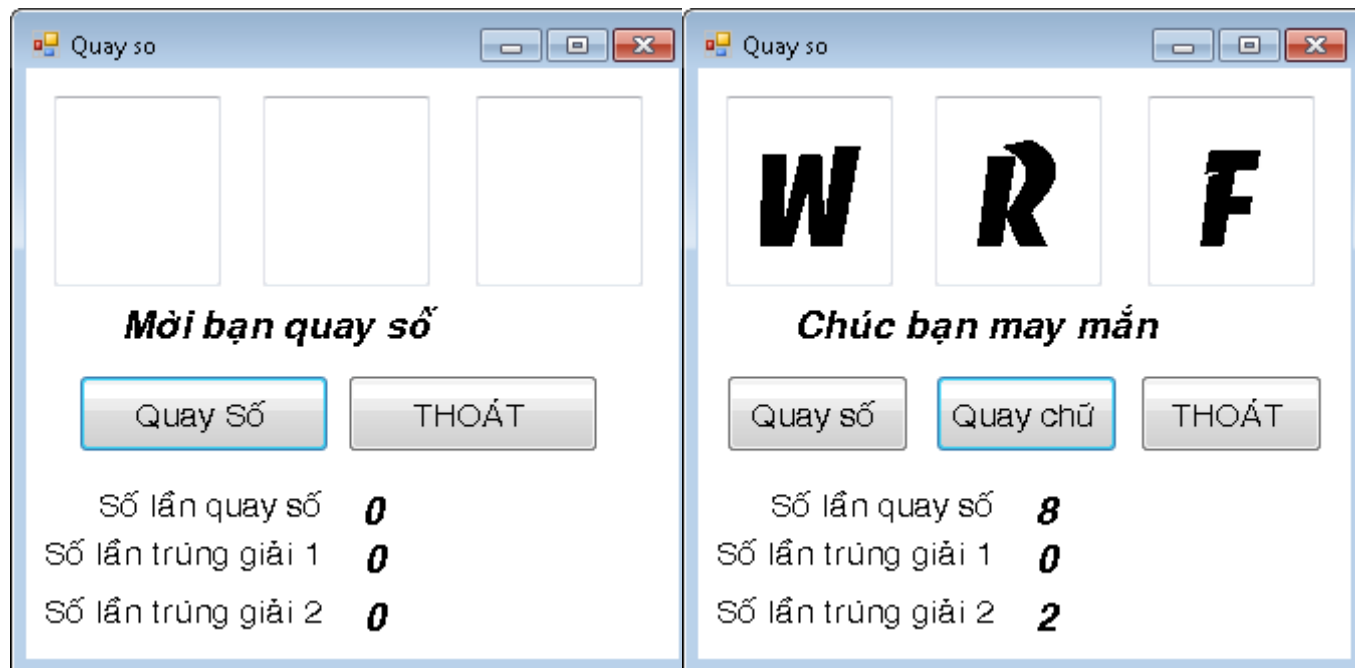 Quay so
Mời bạn quay số
Quay Số THOÁT
Số lần quay số 0
Số lần trúng giải 1 0
Số lần trúng giải 2 0
Quay so
W R F
Chúc bạn may mắn
Quay số Quay chữ THOÁT
Số lần quay số 8
Số lần trúng giải 1 0
Số lần trúng giải 2 2